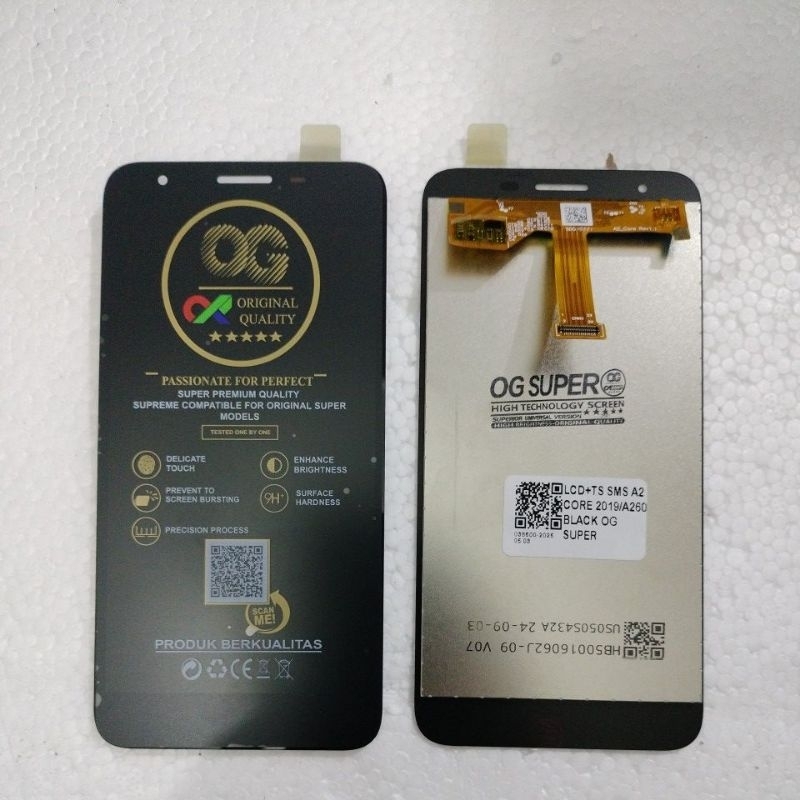 OG
ORIGINAL
QUALITY
PASSIONATE FOR PERFECT
SUPER PREMIUM QUALITY
SUPREME COMPATIBLE FOR ORIGINAL SUPER
MODELS
TESTED ONE BY ONE
DELICATE
TOUCH
ENHANCE
BRIGHTNESS
PREVENT TO
SCREEN BURSTING
9H+
SURFACE
HARDNESS
PRECISION PROCESS
SCAN
ME!
PRODUK BERKUALITAS
CE
OG SUPER
OG
HIGH TECHNOLOGY SCREEN
SUPERIOR UNIVERSAL VERSION
HIGH BRIGHTNESS-ORIGINAL QUALITY
LCD+TS SMS A2
CORE 2019/A260
BLACK OG
SUPER
HB50016062J-09 V07
US050S432A 24-09-03